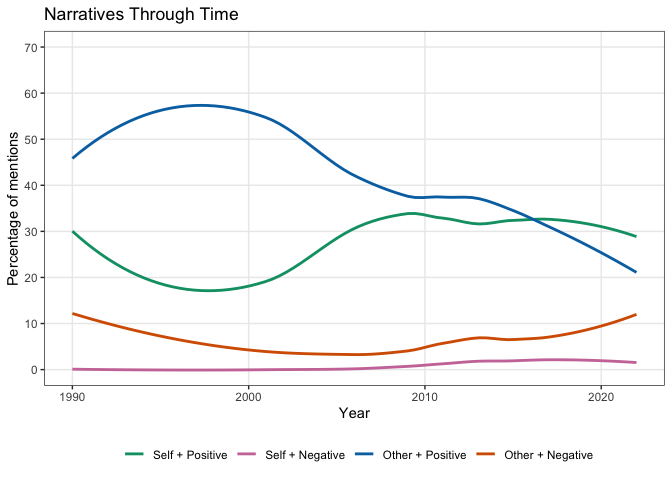 Narratives Through Time
70
60
50
40
30
20
10
0
Percentage of mentions
1990 2000 2010 2020
Year
Self + Positive Self + Negative Other + Positive Other + Negative